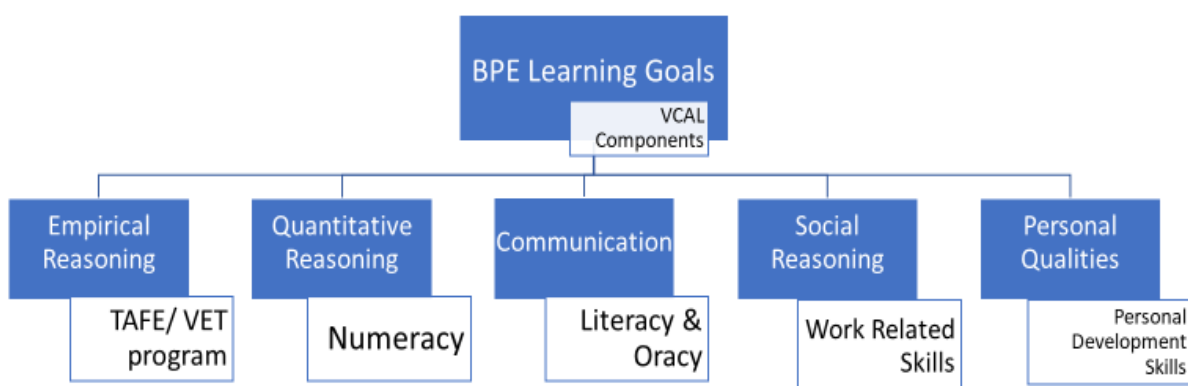 BPE Learning Goals
VCAL
Components
Empirical
Reasoning
TAFE/ VET
program
Quantitative
Reasoning
Numeracy
Communication
Literacy &
Oracy
Social
Reasoning
Work Related
Skills
Personal
Qualities
Personal
Development
Skills